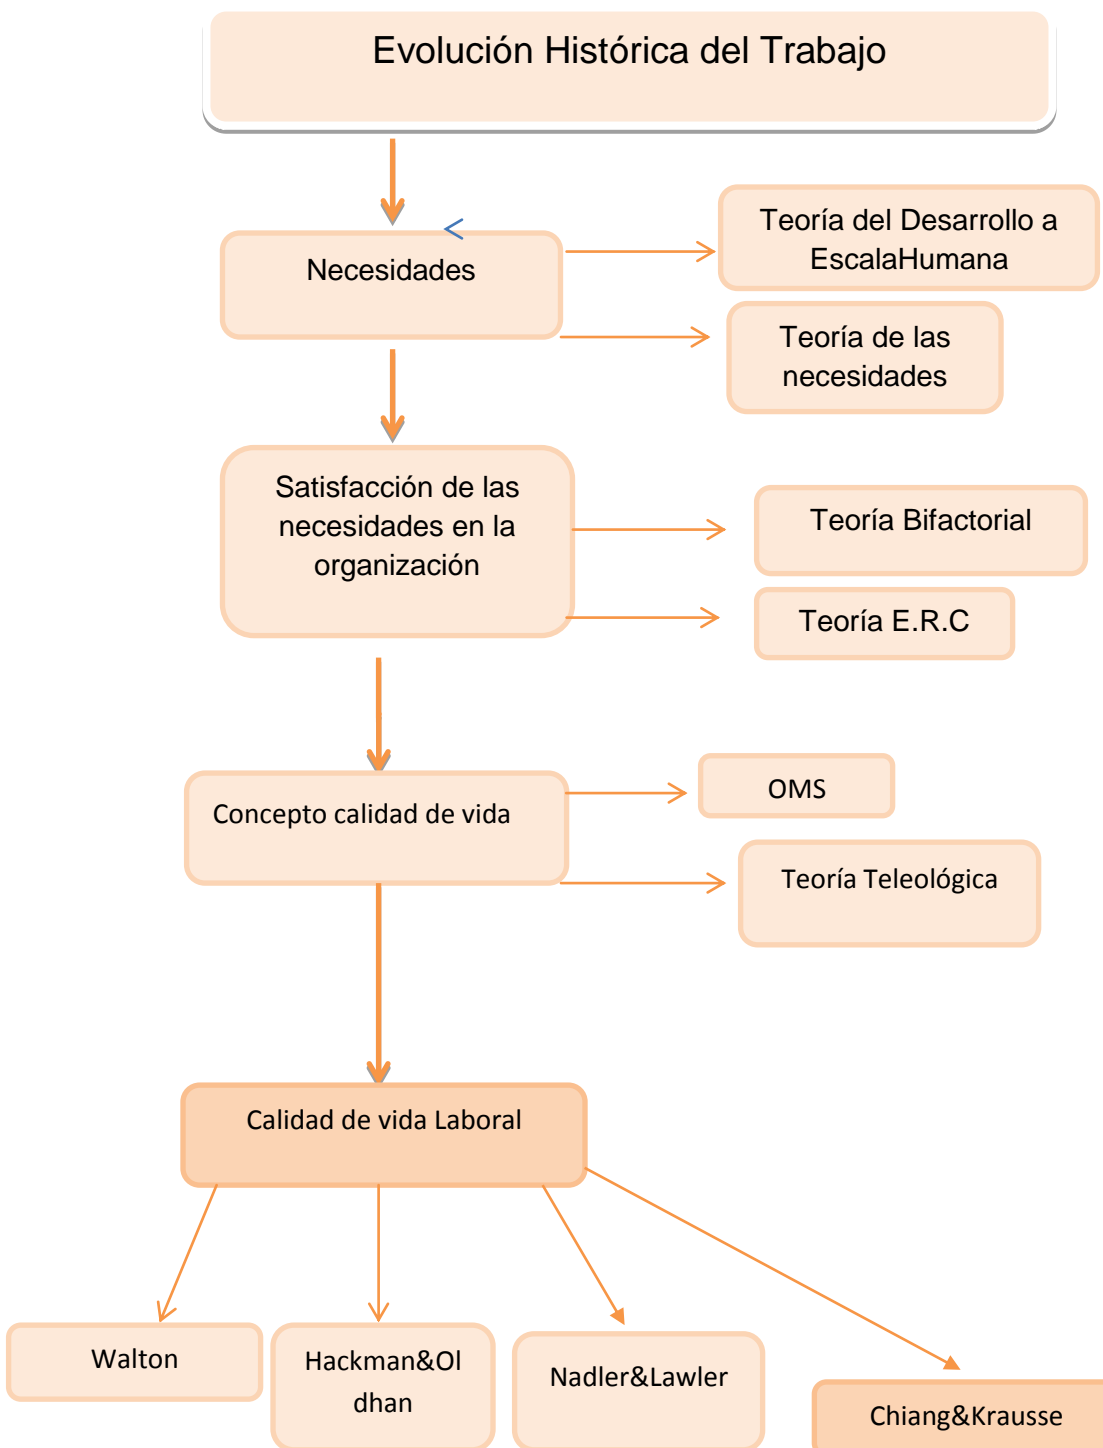 Evolución Histórica del Trabajo
Necesidades
Teoría del Desarrollo a
EscalaHumana
Teoría de las
necesidades
Satisfacción de las
necesidades en la
organización
Teoría Bifactorial
Teoría E.R.C
Concepto calidad de vida
OMS
Teoría Teleológica
Calidad de vida Laboral
Walton
Hackman&Ol
dhan
Nadler&Lawler
Chiang&Krausse